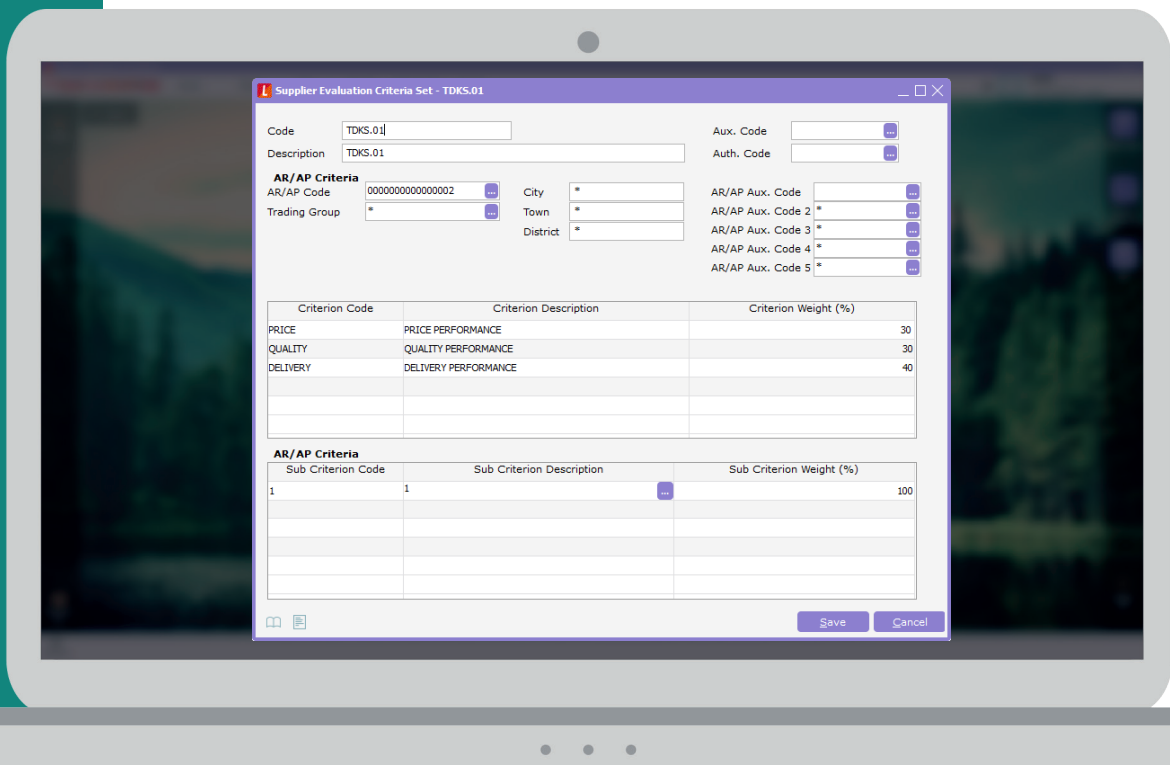 Supplier Evaluation Criteria Set - TDKS.01
Code TDKS.01 Aux. Code
Description TDKS.01 Auth. Code
AR/AP Criteria
AR/AP Code 0000000000000002 City * AR/AP Aux. Code
Trading Group * Town * AR/AP Aux. Code 2 *
District * AR/AP Aux. Code 3 *
AR/AP Aux. Code 4 *
AR/AP Aux. Code 5 *
Criterion Code Criterion Description Criterion Weight (%)
PRICE PRICE PERFORMANCE 30
QUALITY QUALITY PERFORMANCE 30
DELIVERY DELIVERY PERFORMANCE 40
AR/AP Criteria
Sub Criterion Code Sub Criterion Description Sub Criterion Weight (%)
1 1 ... 100
Save Cancel